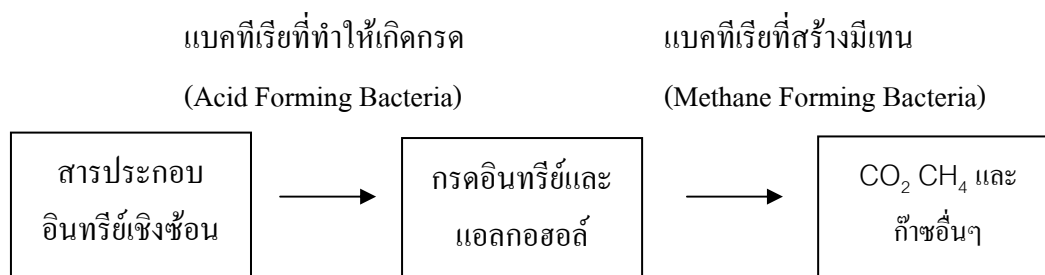 แบคทีเรียที่ทำให้เกิดกรด
(Acid Forming Bacteria)
แบคทีเรียที่สร้างมีเทน
(Methane Forming Bacteria)
สารประกอบ
อินทรีย์เชิงซ้อน
กรดอินทรีย์และ
แอลกอฮอล์
CO₂ CH₄ และ
ก๊าซอื่นๆ